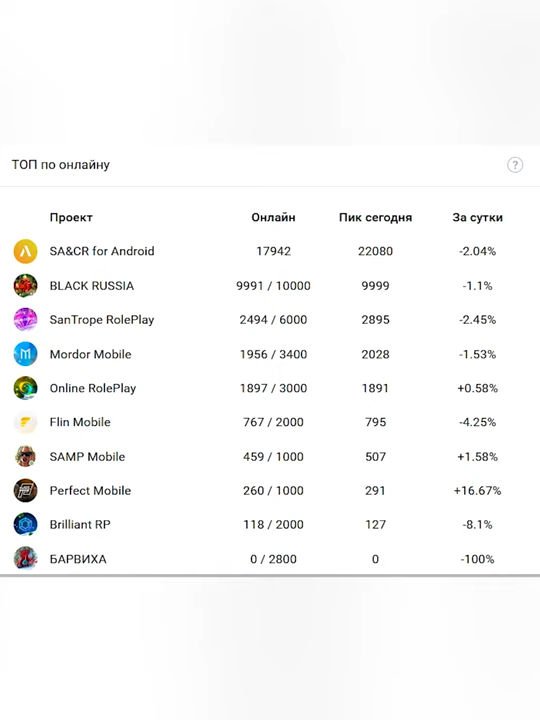 ТОП по онлайну ?
Проект Онлайн Пик сегодня За сутки
SA&CR for Android 17942 22080 -2.04%
BLACK RUSSIA 9991 / 10000 9999 -1.1%
SanTrope RolePlay 2494 / 6000 2895 -2.45%
Mordor Mobile 1956 / 3400 2028 -1.53%
Online RolePlay 1897 / 3000 1891 +0.58%
Flin Mobile 767 / 2000 795 -4.25%
SAMP Mobile 459 / 1000 507 +1.58%
Perfect Mobile 260 / 1000 291 +16.67%
Brilliant RP 118 / 2000 127 -8.1%
БАРВИХА 0 / 2800 0 -100%